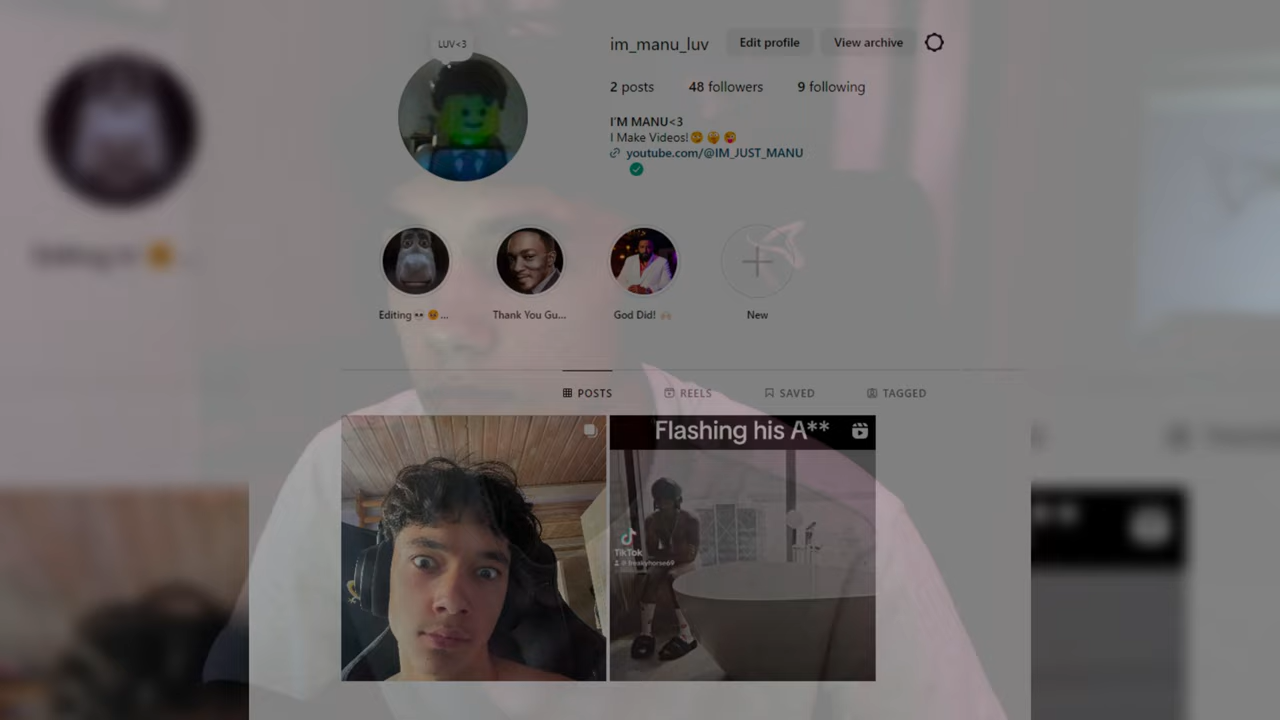 LUV<3
im_manu_luv Edit profile View archive
2 posts 48 followers 9 following
I'M MANU<3
I Make Videos!😏 🤩 😝
youtube.com/@IM_JUST_MANU
Editing 👀 😡 ...
Thank You Gu...
God Did! 🙌🏻
New
POSTS REELS SAVED TAGGED
Flashing his A**
TikTok
@freakyhorse69